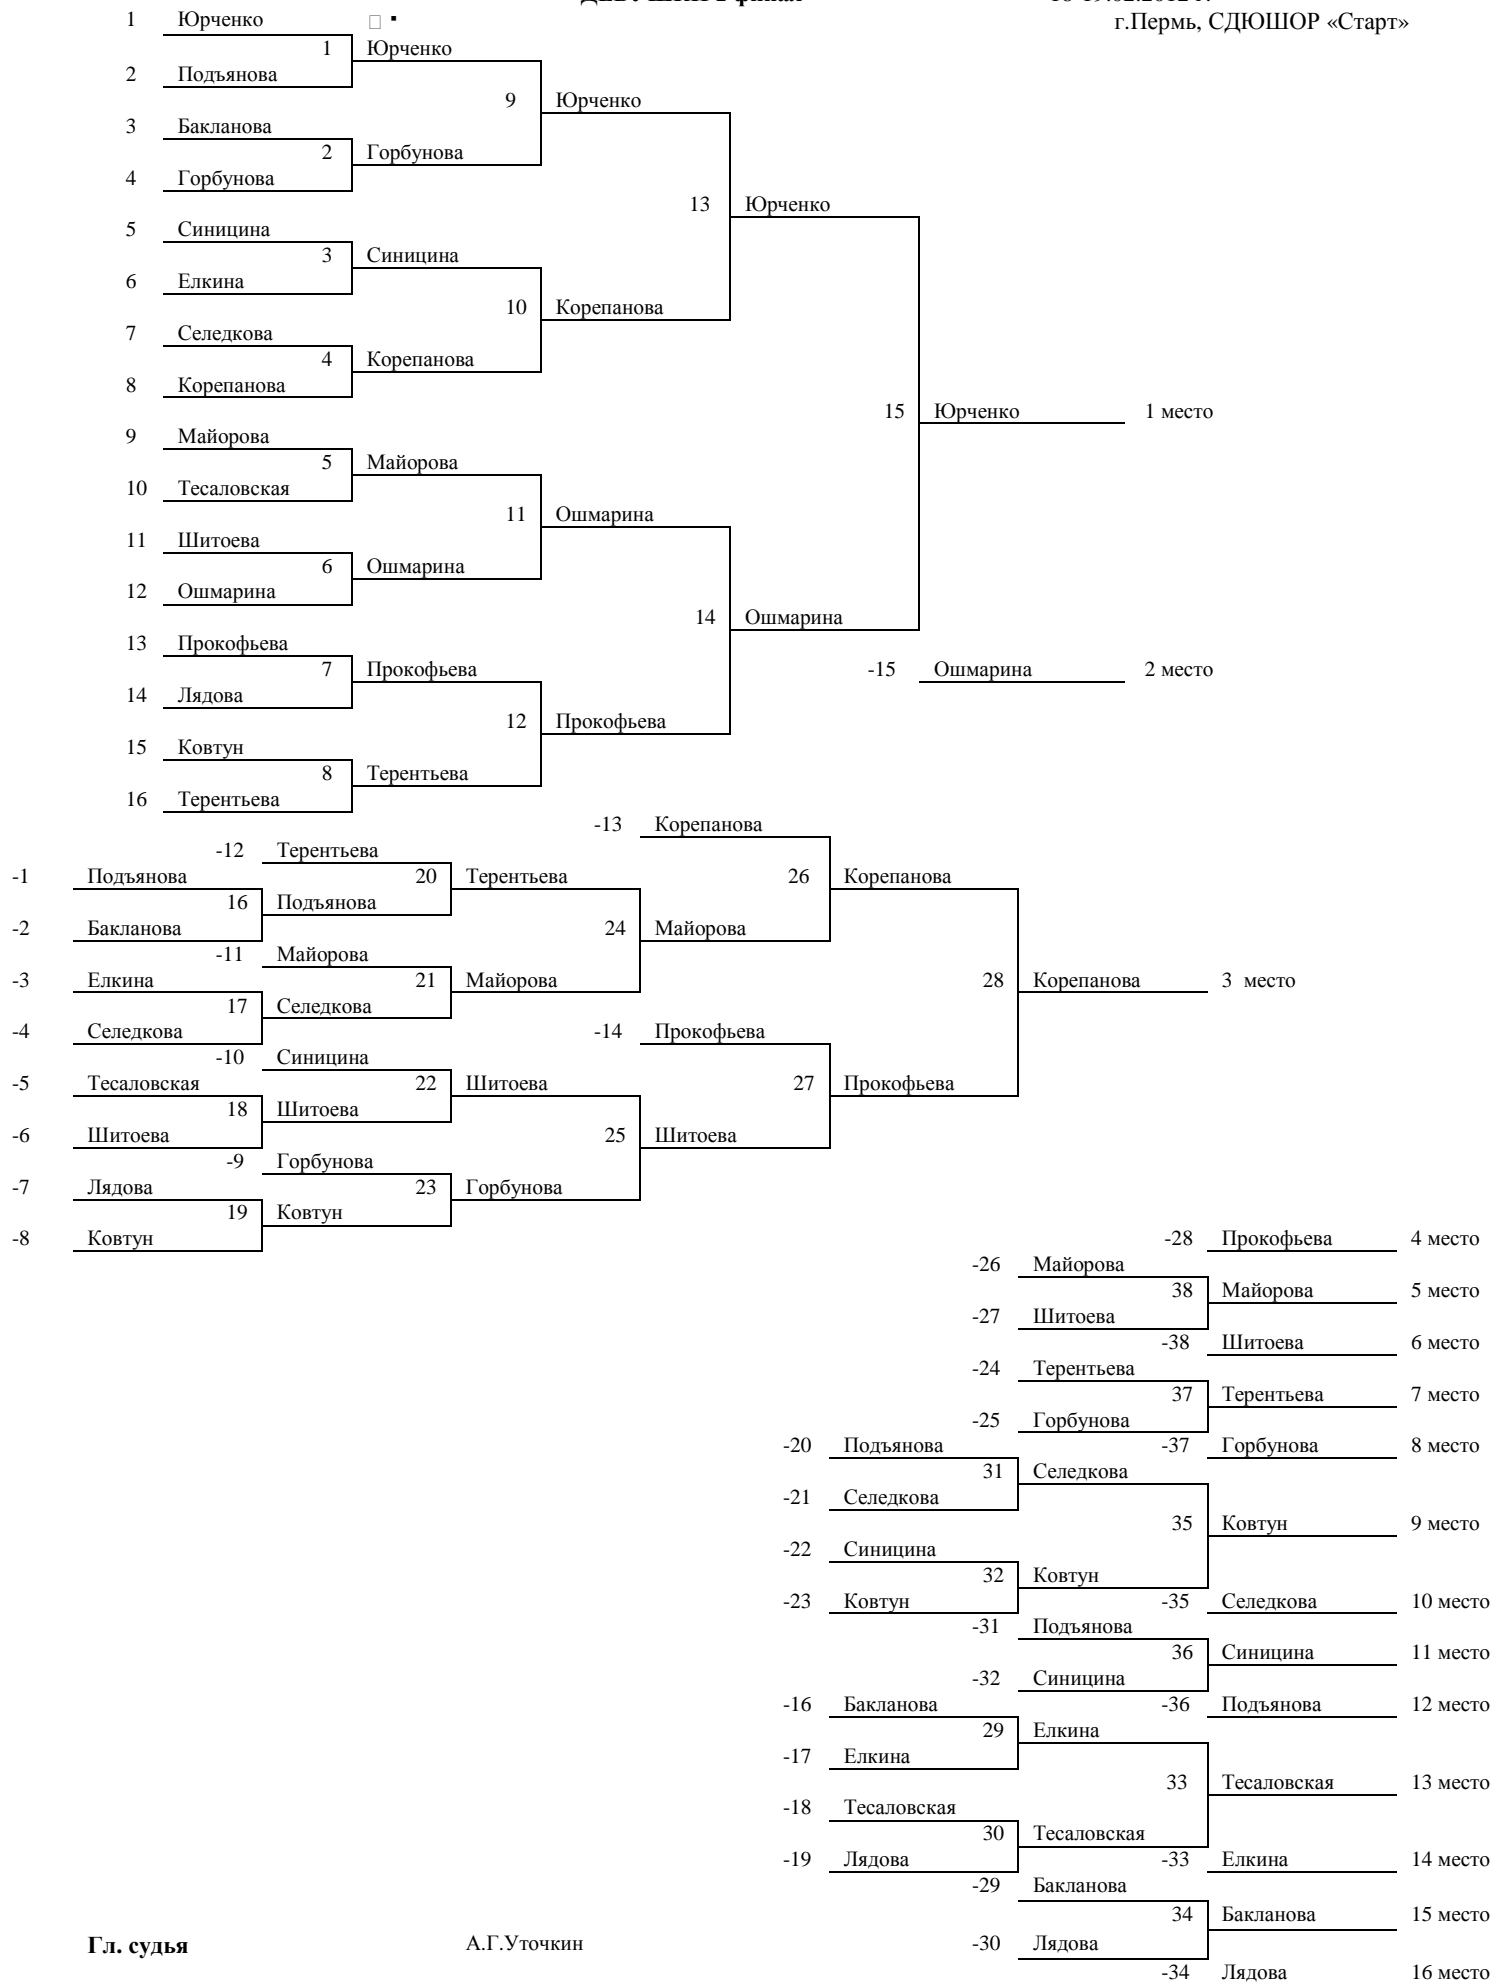 1 Юрченко г.Пермь, СДЮШОР «Старт»
1 Юрченко
2 Подъянова
9 Юрченко
3 Бакланова
2 Горбунова
4 Горбунова
13 Юрченко
5 Синицина
3 Синицина
6 Елкина
10 Корепанова
7 Селедкова
4 Корепанова
8 Корепанова
15 Юрченко 1 место
9 Майорова
5 Майорова
10 Тесаловская
11 Ошмарина
11 Шитоева
6 Ошмарина
12 Ошмарина
14 Ошмарина
13 Прокофьева
7 Прокофьева -15 Ошмарина 2 место
14 Лядова
12 Прокофьева
15 Ковтун
8 Терентьева
16 Терентьева
-13 Корепанова
-12 Терентьева
-1 Подъянова 20 Терентьева 26 Корепанова
16 Подъянова
-2 Бакланова 24 Майорова
-11 Майорова
-3 Елкина 21 Майорова 28 Корепанова 3 место
17 Селедкова
-4 Селедкова -14 Прокофьева
-10 Синицина
-5 Тесаловская 22 Шитоева 27 Прокофьева
18 Шитоева
-6 Шитоева 25 Шитоева
-9 Горбунова
-7 Лядова 23 Горбунова
19 Ковтун
-8 Ковтун -28 Прокофьева 4 место
-26 Майорова
38 Майорова 5 место
-27 Шитоева
-38 Шитоева 6 место
-24 Терентьева
37 Терентьева 7 место
-25 Горбунова
-20 Подъянова -37 Горбунова 8 место
31 Селедкова
-21 Селедкова
35 Ковтун 9 место
-22 Синицина
32 Ковтун
-23 Ковтун -35 Селедкова 10 место
-31 Подъянова
36 Синицина 11 место
-32 Синицина
-16 Бакланова -36 Подъянова 12 место
29 Елкина
-17 Елкина
33 Тесаловская 13 место
-18 Тесаловская
30 Тесаловская
-19 Лядова -33 Елкина 14 место
-29 Бакланова
34 Бакланова 15 место
Гл. судья А.Г.Уточкин -30 Лядова
-34 Лядова 16 место